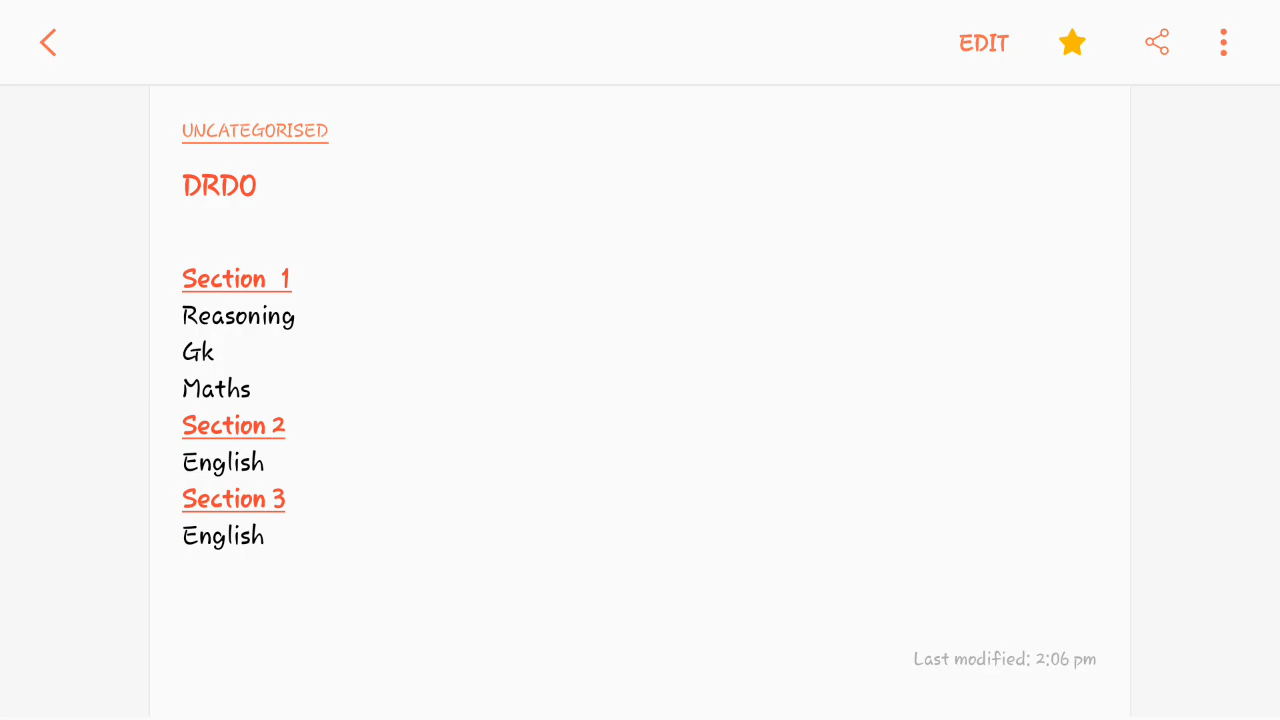 EDIT
UNCATEGORISED
DRDO
Section 1
Reasoning
Gk
Maths
Section 2
English
Section 3
English
Last modified: 2:06 pm